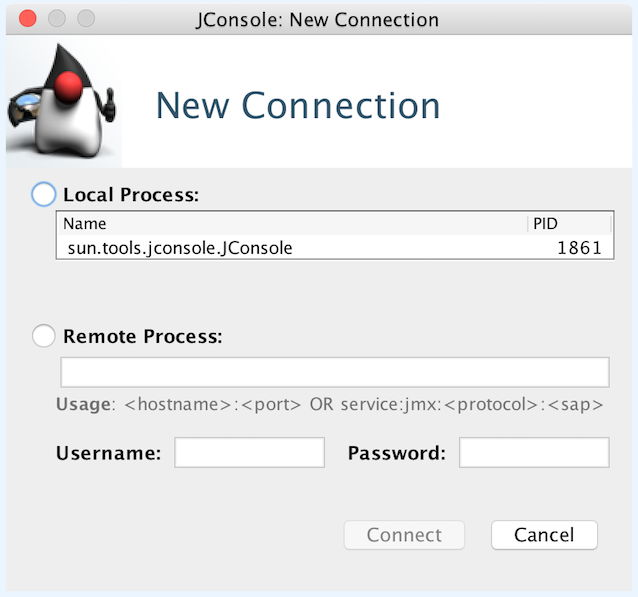 JConsole: New Connection
New Connection
Local Process:
Name PID
sun.tools.jconsole.JConsole 1861
Remote Process:
Usage: <hostname>:<port> OR service:jmx:<protocol>:<sap>
Username: Password:
Connect Cancel